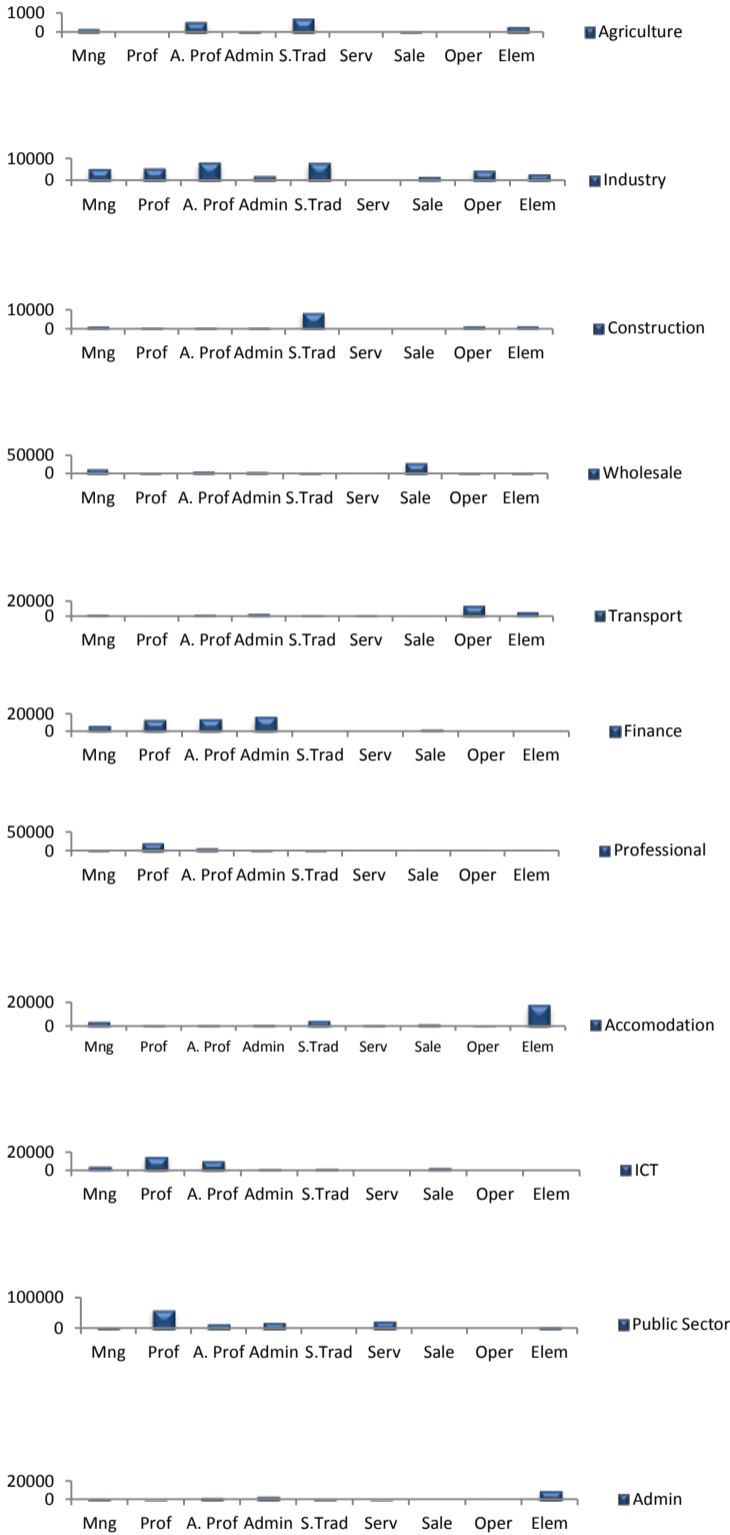 1000
0
Mng Prof A. Prof Admin S.Trad Serv Sale Oper Elem
Agriculture
10000
0
Mng Prof A. Prof Admin S.Trad Serv Sale Oper Elem
Industry
10000
0
Mng Prof A. Prof Admin S.Trad Serv Sale Oper Elem
Construction
50000
0
Mng Prof A. Prof Admin S.Trad Serv Sale Oper Elem
Wholesale
20000
0
Mng Prof A. Prof Admin S.Trad Serv Sale Oper Elem
Transport
20000
0
Mng Prof A. Prof Admin S.Trad Serv Sale Oper Elem
Finance
50000
0
Mng Prof A. Prof Admin S.Trad Serv Sale Oper Elem
Professional
20000
0
Mng Prof A. Prof Admin S.Trad Serv Sale Oper Elem
Accomodation
20000
0
Mng Prof A. Prof Admin S.Trad Serv Sale Oper Elem
ICT
100000
0
Mng Prof A. Prof Admin S.Trad Serv Sale Oper Elem
Public Sector
20000
0
Mng Prof A. Prof Admin S.Trad Serv Sale Oper Elem
Admin